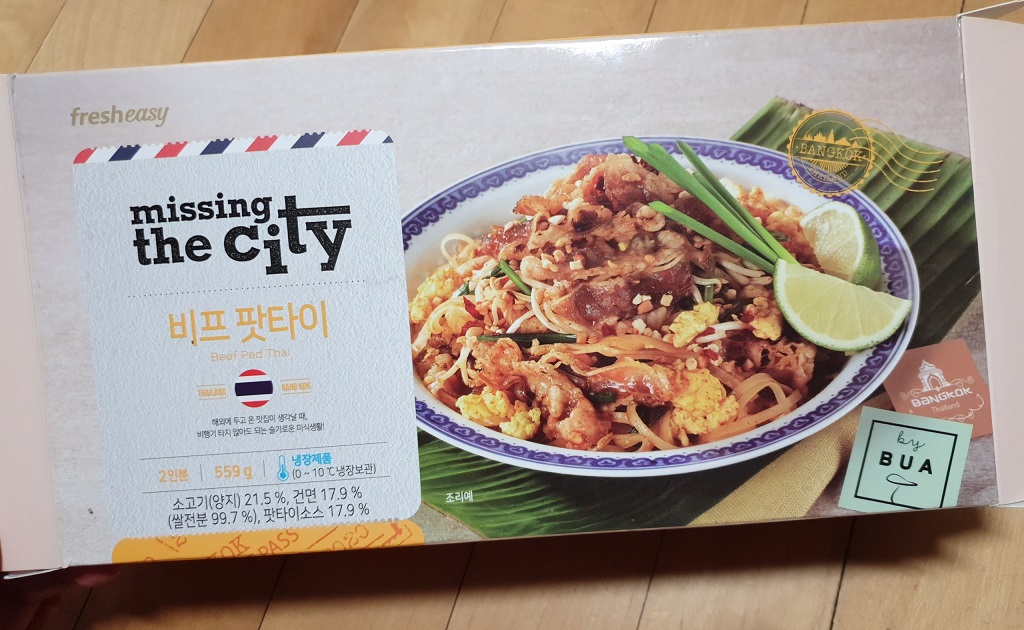 fresheasy
missing
the city
비프 팟타이
Beef Pad Thai
THAILAND
BANGKOK
해외에 두고 온 맛집이 생각날 때,
비행기 타지 않아도 되는 슬기로운 미식생활!
2인분 559 g 냉장제품
(0~10℃ 냉장보관)
소고기(양지) 21.5 %, 건면 17.9 %
(쌀전분 99.7 %), 팟타이소스 17.9 %
조리예
BANGKOK
BANGKOK
Thailand
by
BUA